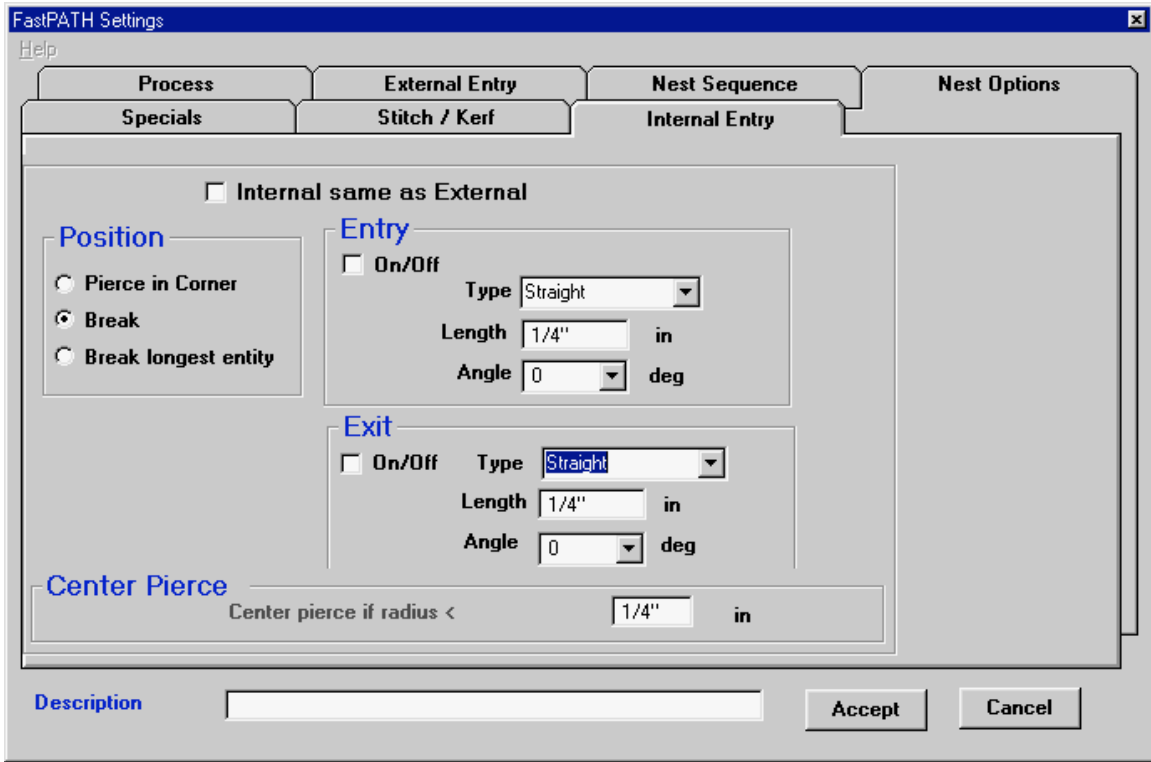 FastPATH Settings
Help
Process External Entry Nest Sequence Nest Options
Specials Stitch / Kerf Internal Entry
Internal same as External
Position
Pierce in Corner
Break
Break longest entity
Entry
On/Off
Type Straight
Length 1/4" in
Angle 0 deg
Exit
On/Off Type Straight
Length 1/4" in
Angle 0 deg
Center Pierce
Center pierce if radius < 1/4" in
Description Accept Cancel